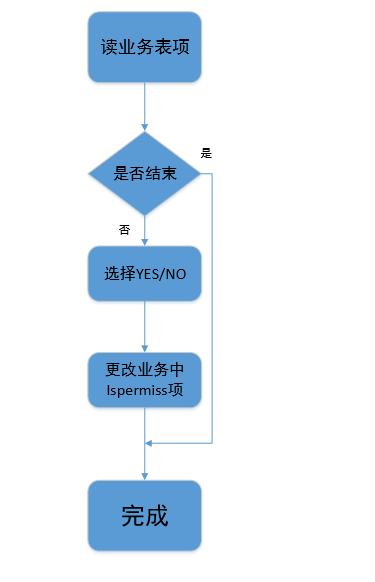 读业务表项
是否结束
是
否
选择YES/NO
更改业务中
Ispermiss项
完成